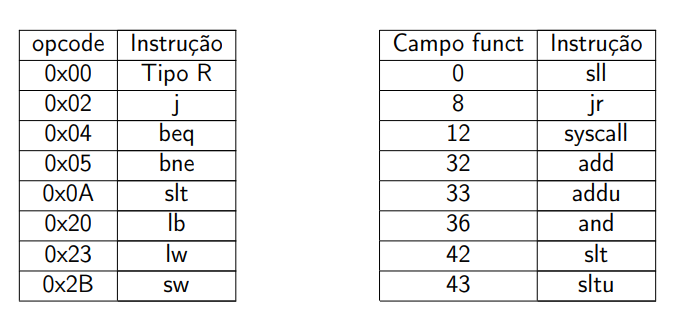 opcode Instrução
0x00 Tipo R
0x02 j
0x04 beq
0x05 bne
0x0A slt
0x20 lb
0x23 lw
0x2B sw
Campo funct Instrução
0 sll
8 jr
12 syscall
32 add
33 addu
36 and
42 slt
43 sltu